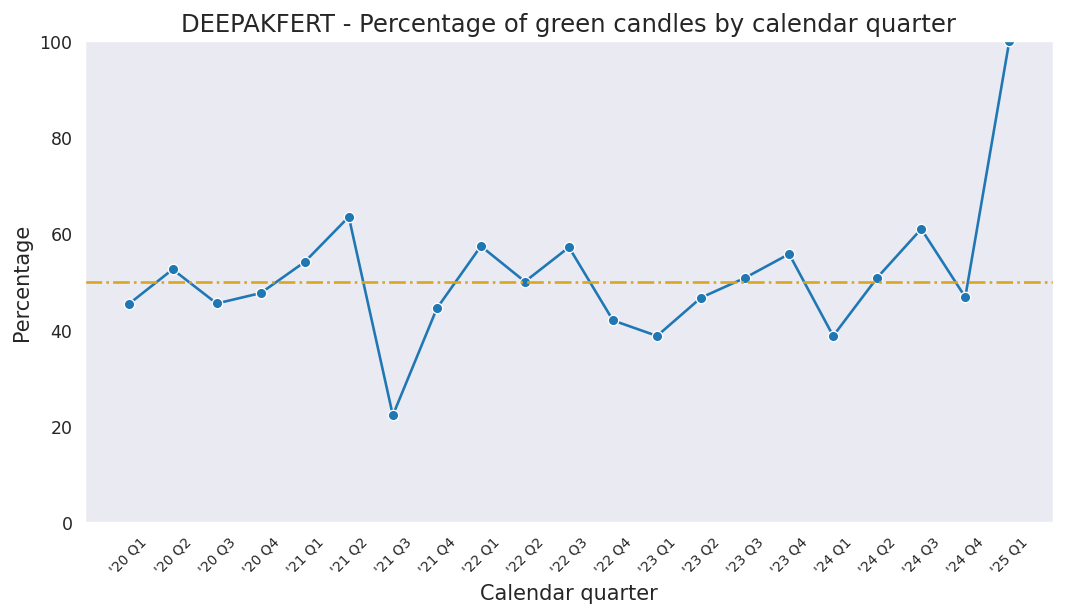 DEEPAKFERT - Percentage of green candles by calendar quarter
Percentage
100
80
60
40
20
0
'20 Q1
'20 Q2
'20 Q3
'20 Q4
'21 Q1
'21 Q2
'21 Q3
'21 Q4
'22 Q1
'22 Q2
'22 Q3
'22 Q4
'23 Q1
'23 Q2
'23 Q3
'23 Q4
'24 Q1
'24 Q2
'24 Q3
'24 Q4
'25 Q1
Calendar quarter